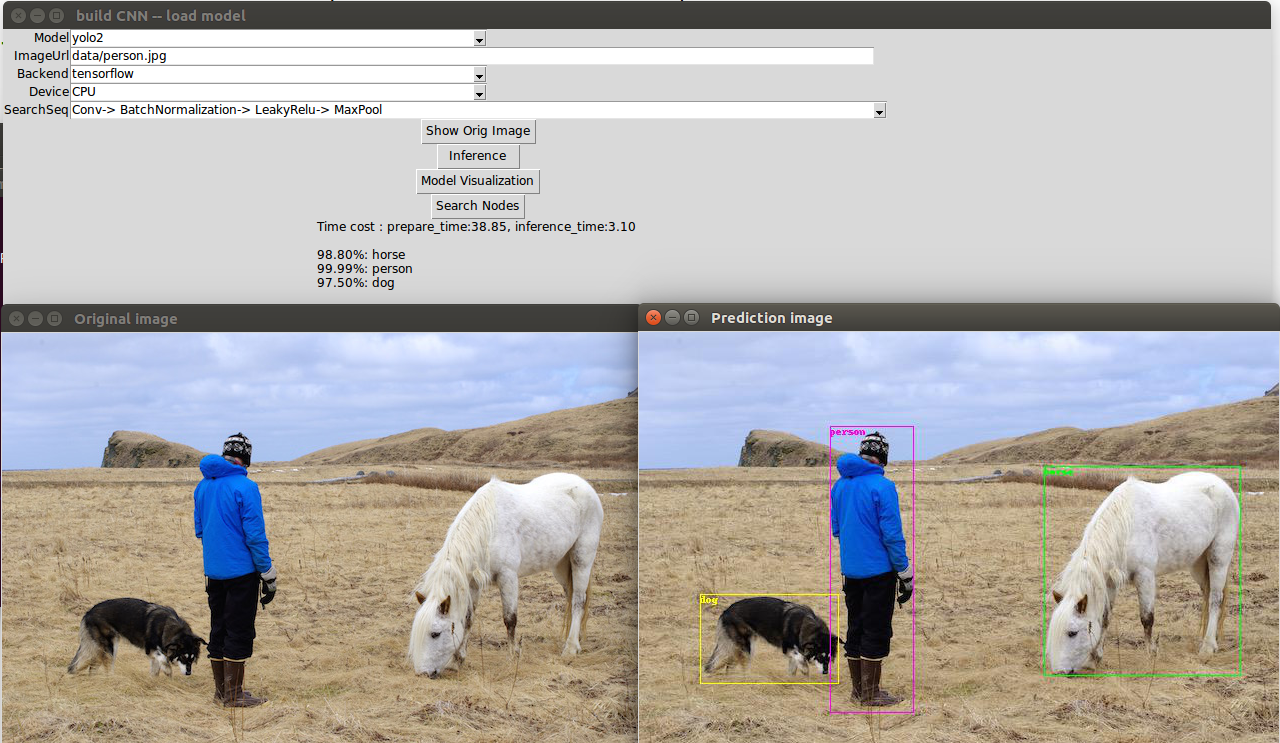 build CNN -- load model
Model yolo2
ImageUrl data/person.jpg
Backend tensorflow
Device CPU
SearchSeq Conv-> BatchNormalization-> LeakyRelu-> MaxPool
Show Orig Image
Inference
Model Visualization
Search Nodes
Time cost : prepare_time:38.85, inference_time:3.10
98.80%: horse
99.99%: person
97.50%: dog
Original image
Prediction image
person
horse
dog